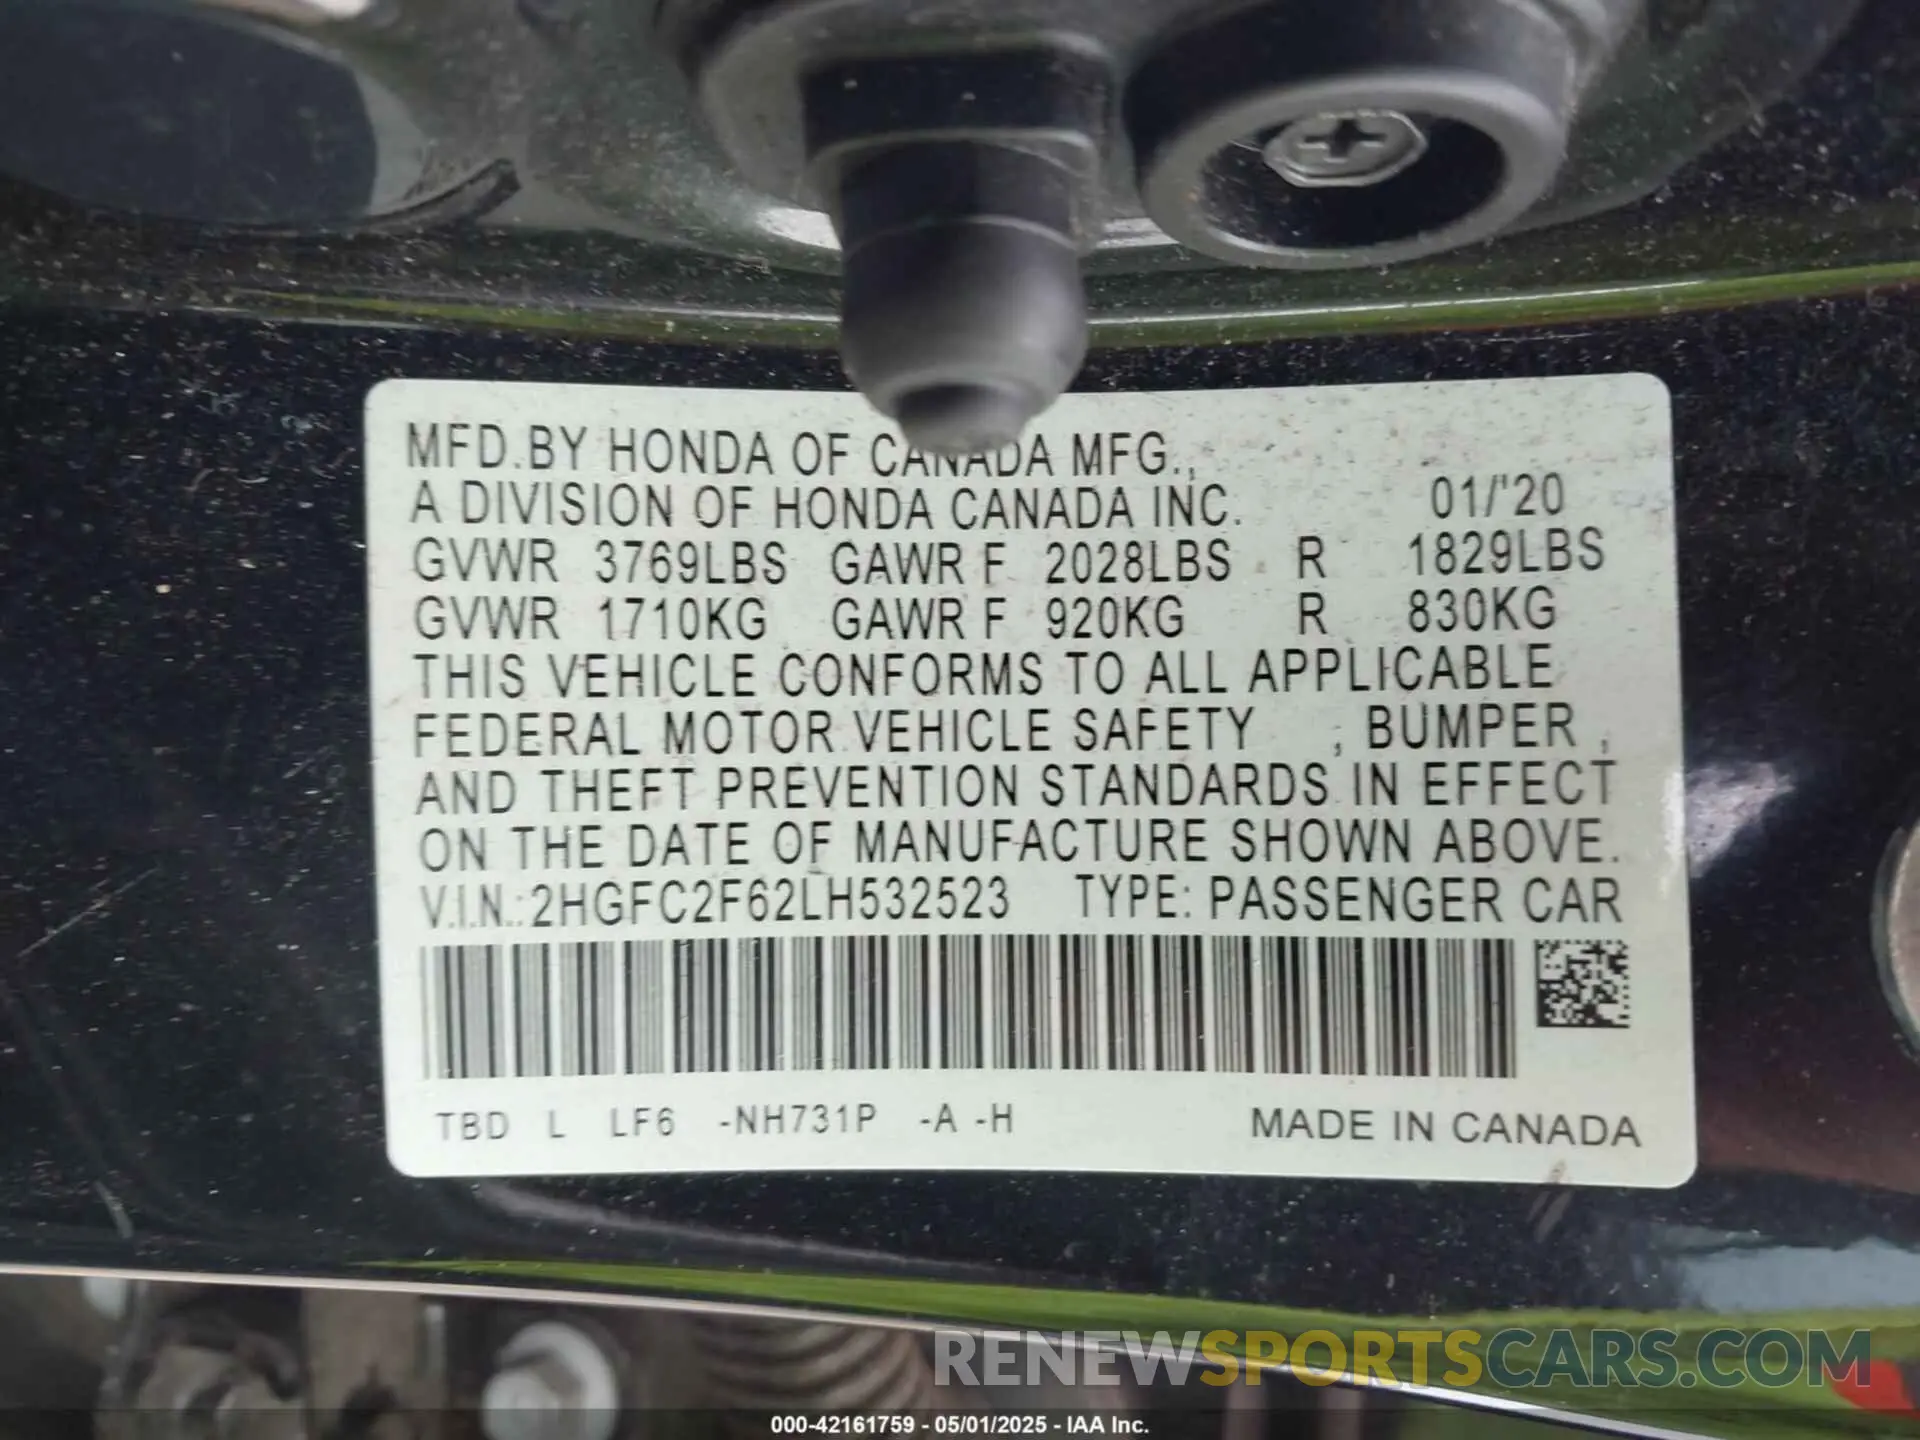 MFD.BY HONDA OF CANADA MFG.,
A DIVISION OF HONDA CANADA INC. 01/'20
GVWR 3769LBS GAWR F 2028LBS R 1829LBS
GVWR 1710KG GAWR F 920KG R 830KG
THIS VEHICLE CONFORMS TO ALL APPLICABLE
FEDERAL MOTOR VEHICLE SAFETY , BUMPER ,
AND THEFT PREVENTION STANDARDS IN EFFECT
ON THE DATE OF MANUFACTURE SHOWN ABOVE.
V.I.N.:2HGFC2F62LH532523 TYPE: PASSENGER CAR
TBD L LF6 -NH731P -A -H MADE IN CANADA
RENEWSPORTSCARS.COM
000-42161759 - 05/01/2025 - IAA Inc.